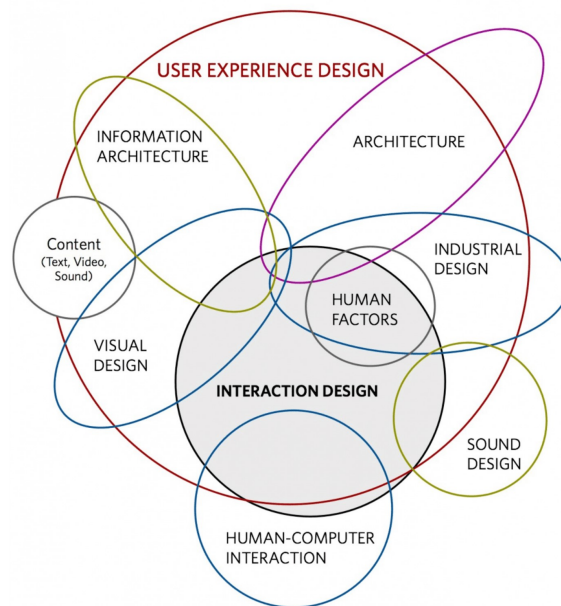 USER EXPERIENCE DESIGN
INFORMATION
ARCHITECTURE
ARCHITECTURE
Content
(Text, Video,
Sound)
INDUSTRIAL
DESIGN
HUMAN
FACTORS
VISUAL
DESIGN
INTERACTION DESIGN
SOUND
DESIGN
HUMAN-COMPUTER
INTERACTION